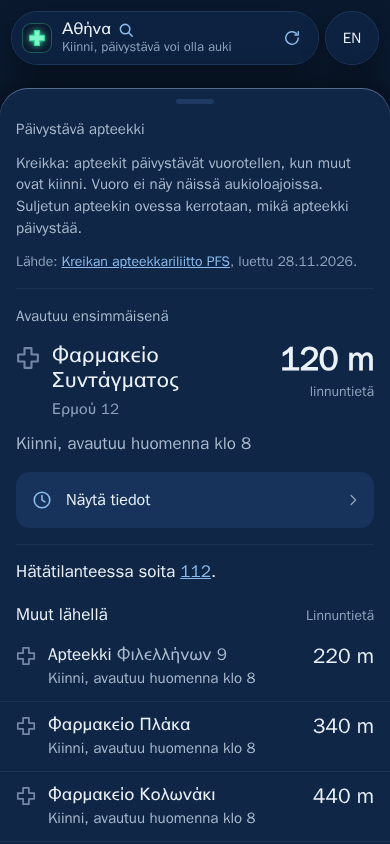 Αθήνα
Kiinni, päivystävä voi olla auki
EN
Päivystävä apteekki
Kreikka: apteekit päivystävät vuorotellen, kun muut
ovat kiinni. Vuoro ei näy näissä aukioloajoissa.
Suljetun apteekin ovessa kerrotaan, mikä apteekki
päivystää.
Lähde: Kreikan apteekkariliitto PFS, luettu 28.11.2026.
Avautuu ensimmäisenä
Φαρμακείο
Συντάγματος
120 m
Ερμού 12
linnuntietä
Kiinni, avautuu huomenna klo 8
Näytä tiedot
Hätätilanteessa soita 112.
Muut lähellä
Linnuntietä
Apteekki Φιλελλήνων 9
220 m
Kiinni, avautuu huomenna klo 8
Φαρμακείο Πλάκα
340 m
Kiinni, avautuu huomenna klo 8
Φαρμακείο Κολωνάκι
440 m
Kiinni, avautuu huomenna klo 8